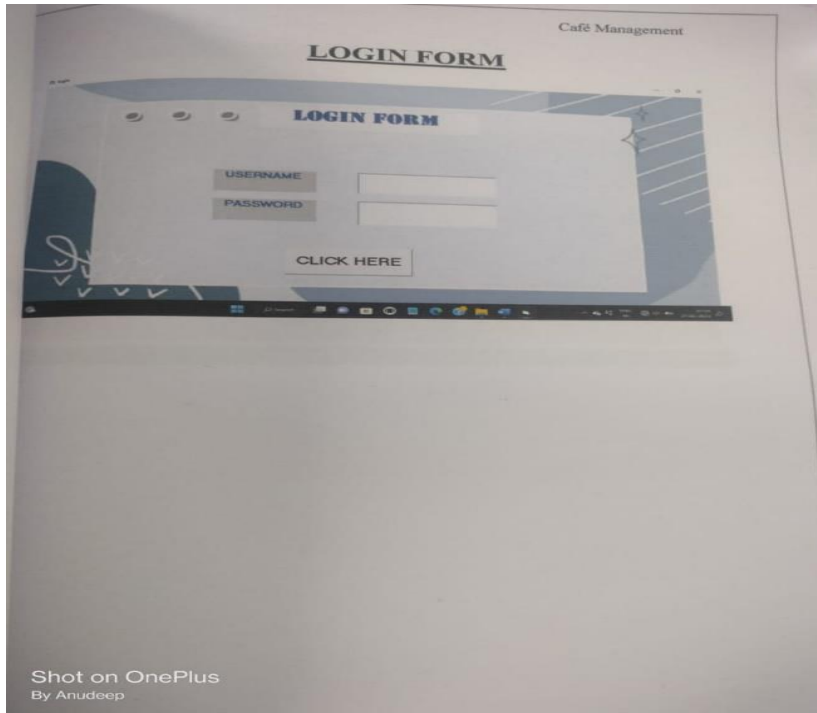 Café Management
LOGIN FORM
LOGIN FORM
USERNAME
PASSWORD
CLICK HERE
Shot on OnePlus
By Anudeep